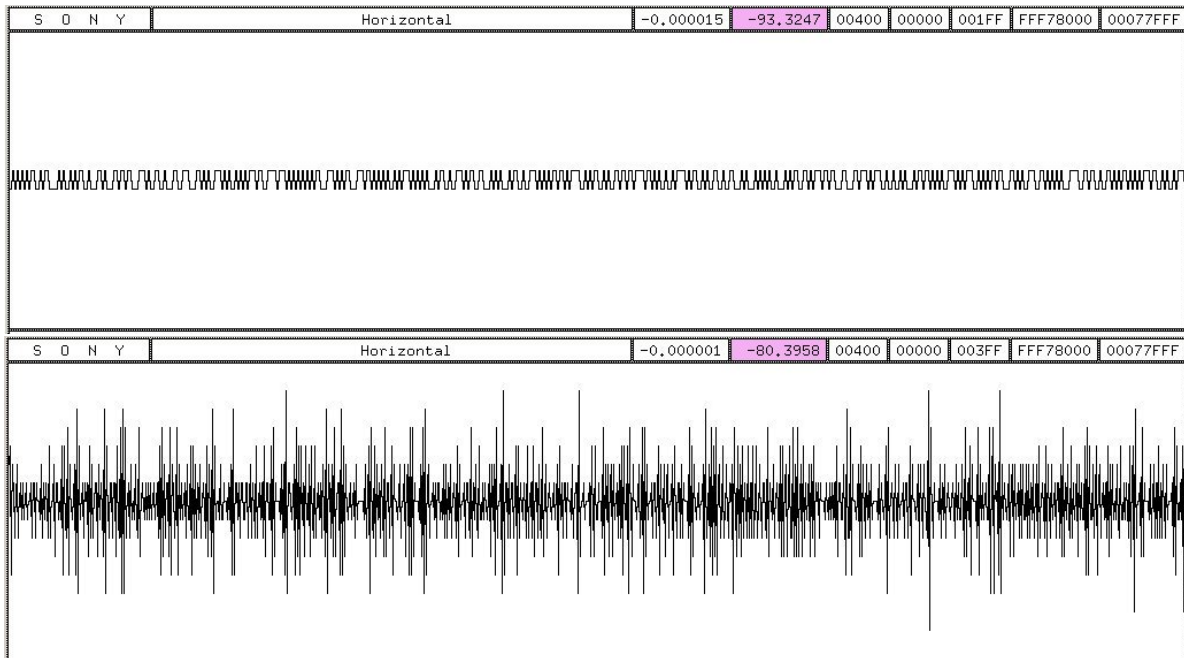 S O N Y Horizontal -0.000015 -93.3247 00400 00000 001FF FFF78000 00077FFF
S O N Y Horizontal -0.000001 -80.3958 00400 00000 003FF FFF78000 00077FFF